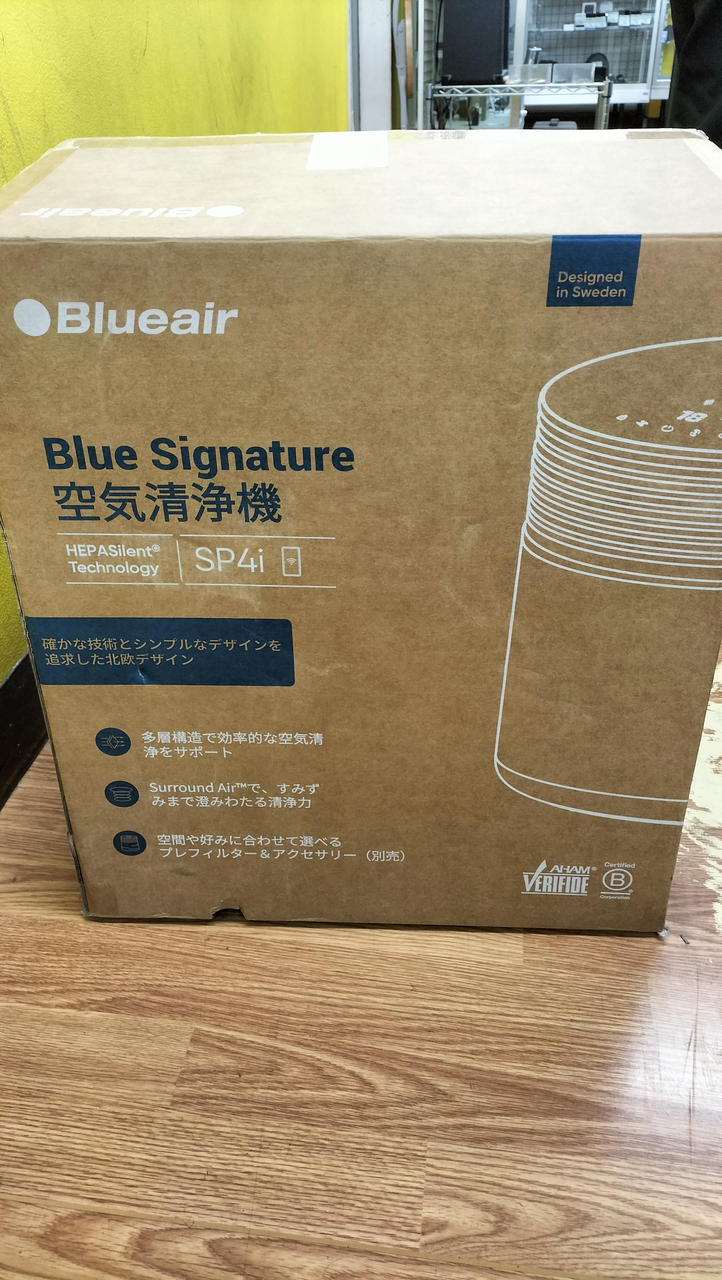 Blueair
Designed
in Sweden
Blueair
18
Blue Signature
空気清浄機
HEPASilent®
Technology
SP4i
確かな技術とシンプルなデザインを
追求した北欧デザイン
多層構造で効率的な空気清
浄をサポート
Surround Air™で、すみず
みまで澄みわたる清浄力
空間や好みに合わせて選べる
プレフィルター＆アクセサリー（別売）
AHAM®
VERIFIDE
Certified
B
Corporation